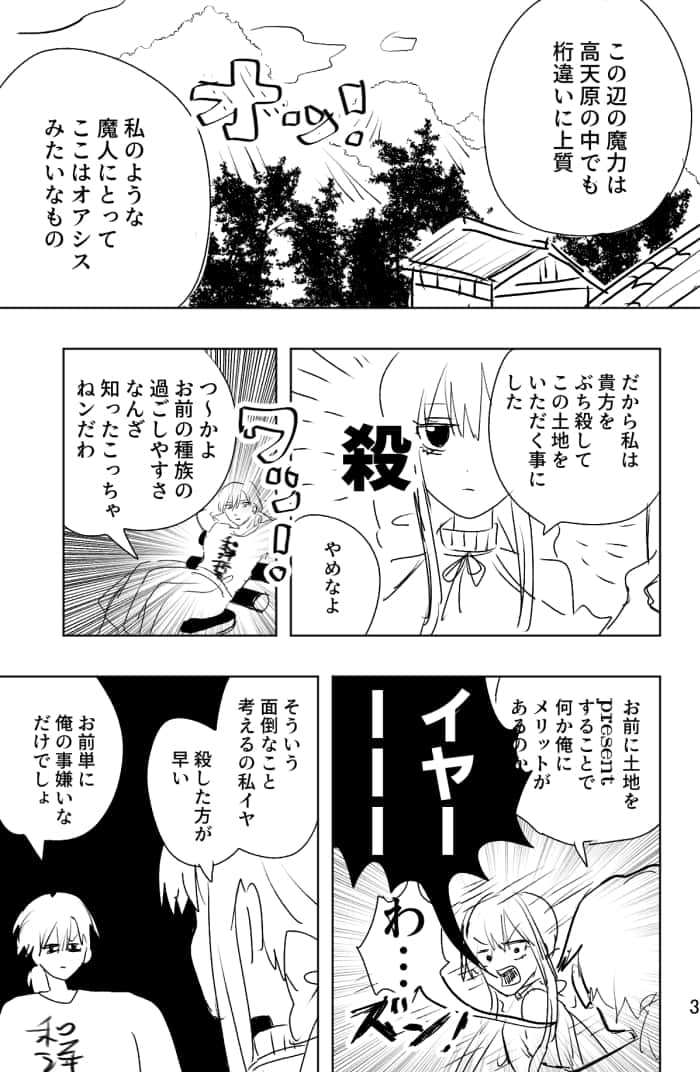 この辺の魔力は
高天原の中でも
桁違いに上質
オッ!
私のような
魔人にとって
ここはオアシス
みたいなもの
だから私は
貴方を
ぶち殺して
この土地を
いただく事に
した
殺
やめなよ
つ〜かよ
お前の種族の
過ごしやすさ
なんざ
知ったこっちゃ
ねンだわ
お前に土地を
present
することで
何か俺に
メリットが
あるのか
イヤーーーー
わ…‥
ズン!
そういう
面倒なこと
考えるの私イヤ
殺した方が
早い
お前単に
俺の事嫌いな
だけでしょ
3